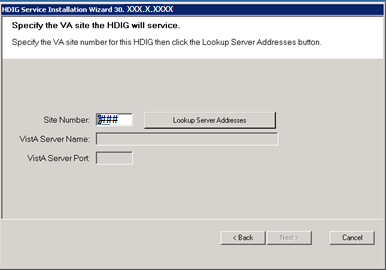 HDIG Service Installation Wizard 30. XXX.X.XXXX
Specify the VA site the HDIG will service.
Specify the VA site number for this HDIG then click the Lookup Server Addresses button.
Site Number: ### Lookup Server Addresses
VistA Server Name:
VistA Server Port:
< Back Next > Cancel